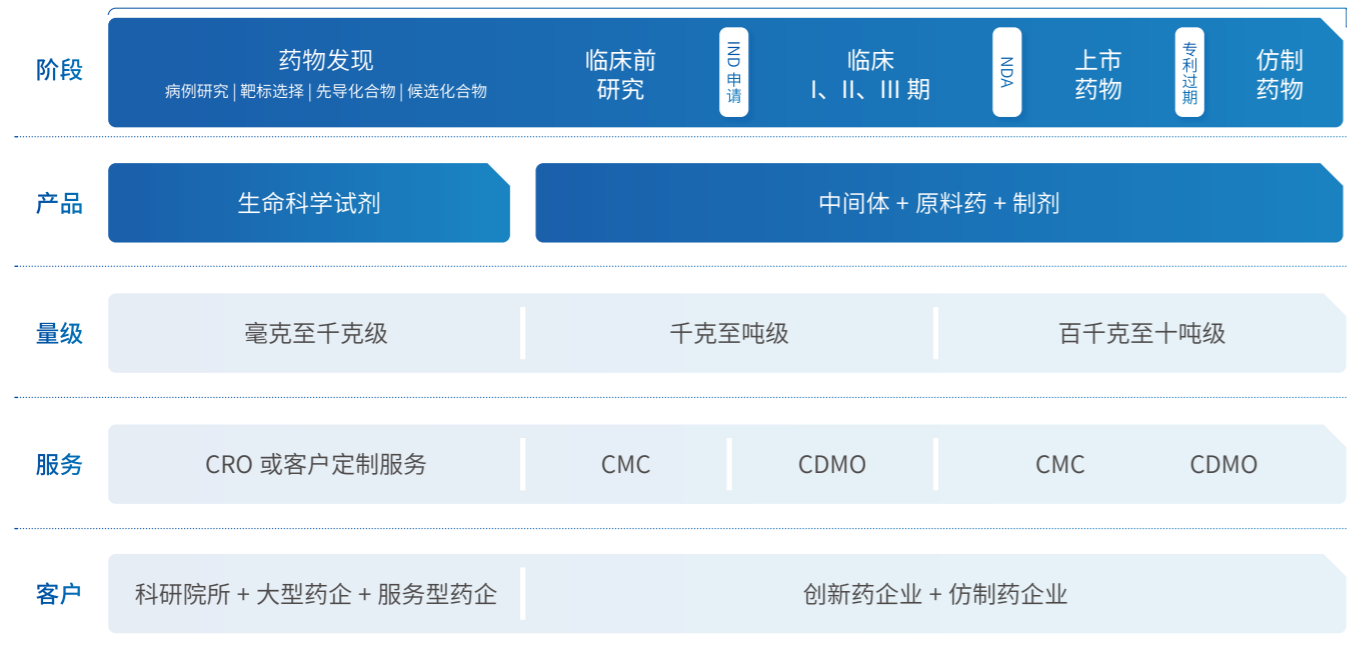 阶段
药物发现
病例研究 | 靶标选择 | 先导化合物 | 候选化合物
临床前
研究
IND 申请
临床
I、II、III 期
NDA
上市
药物
专利过期
仿制
药物
产品
生命科学试剂
中间体 + 原料药 + 制剂
量级
毫克至千克级
千克至吨级
百千克至十吨级
服务
CRO 或客户定制服务
CMC
CDMO
CMC
CDMO
客户
科研院所 + 大型药企 + 服务型药企
创新药企业 + 仿制药企业